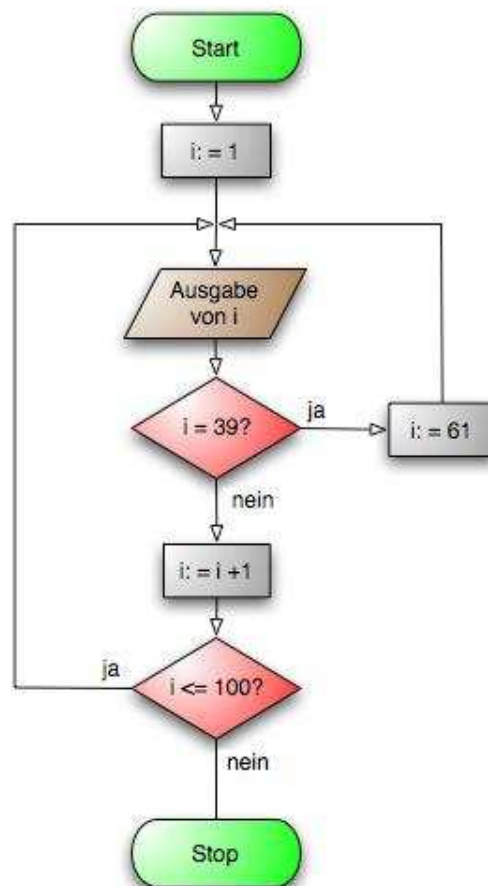 Start
i: = 1
Ausgabe
von i
i = 39?
ja
i: = 61
nein
i: = i +1
ja
i <= 100?
nein
Stop